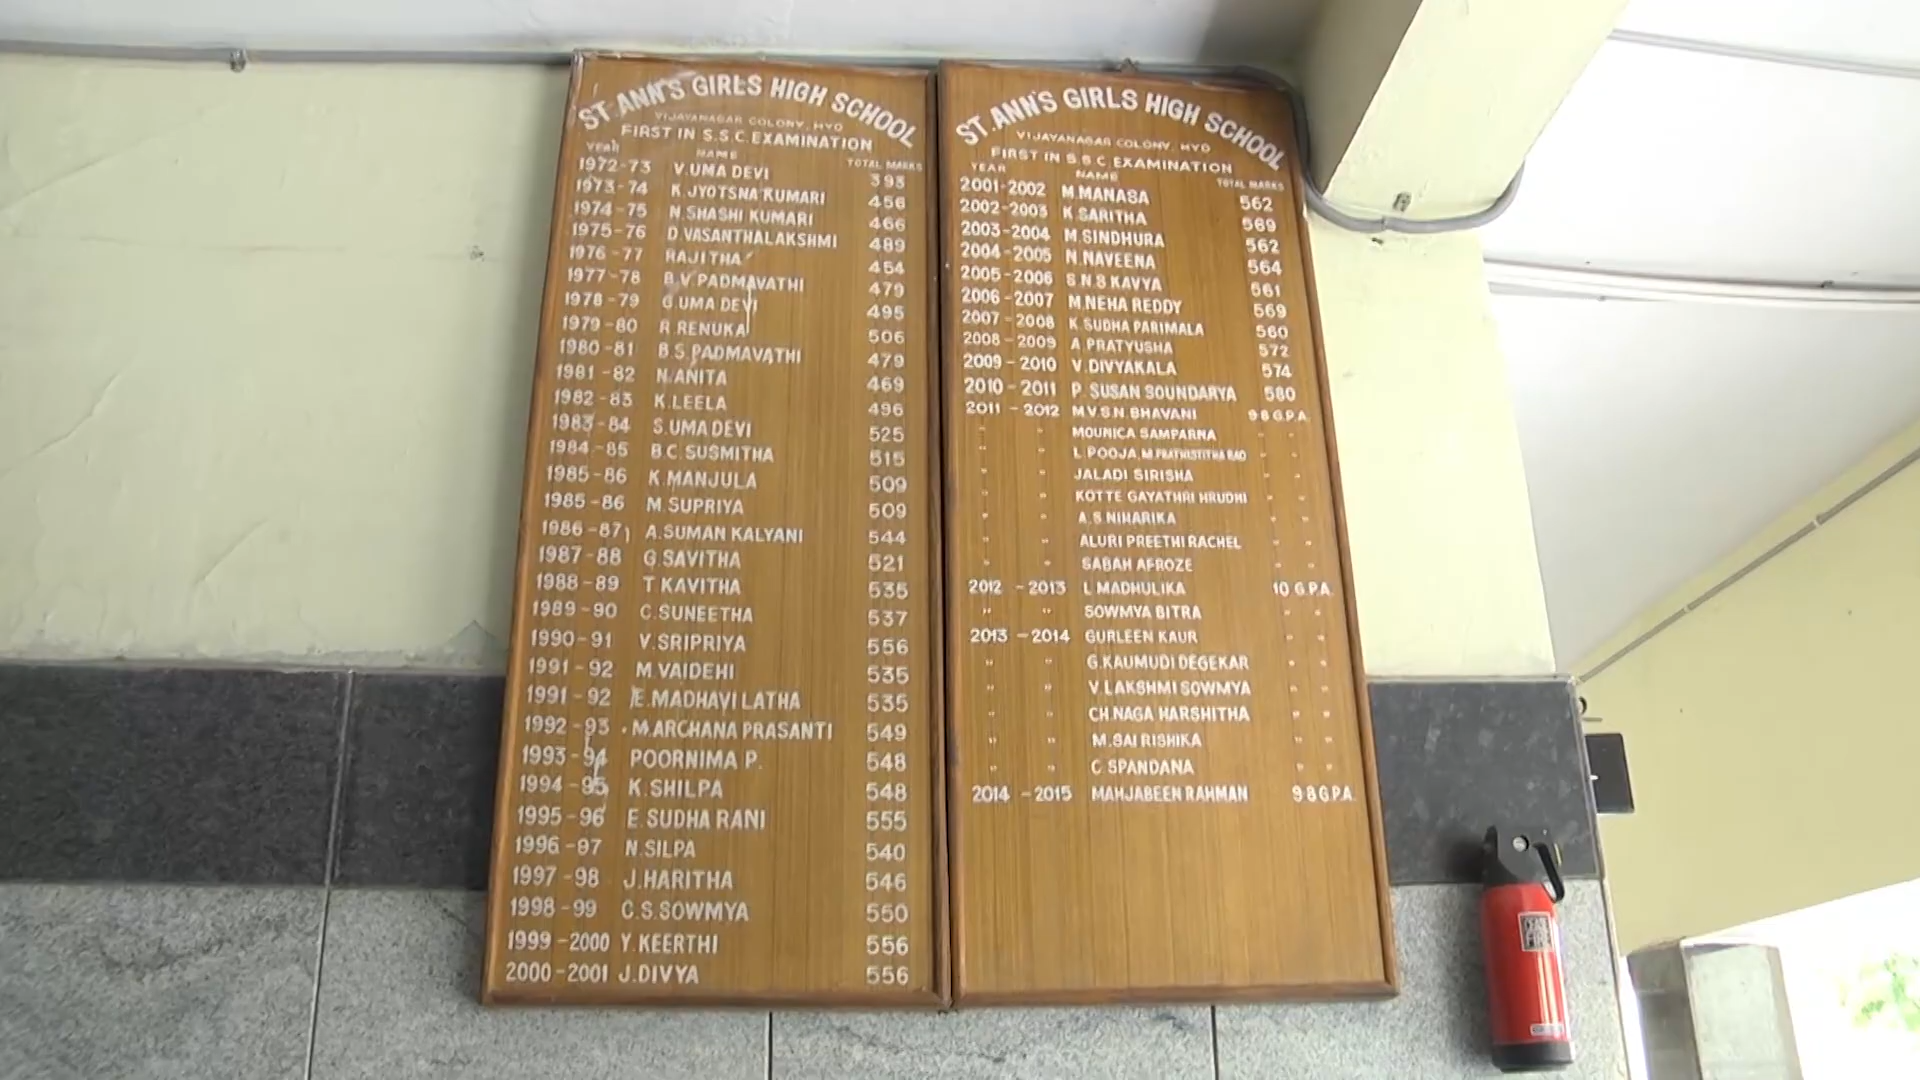 ST. ANN'S GIRLS HIGH SCHOOL
VIJAYANAGAR COLONY, HYD
FIRST IN S.S.C. EXAMINATION
YEAR NAME TOTAL MARKS
1972-73 V.UMA DEVI 393
1973-74 K.JYOTSNA KUMARI 456
1974-75 N.SHASHI KUMARI 466
1975-76 D.VASANTHALAKSHMI 489
1976-77 RAJITHA 454
1977-78 B.V.PADMAVATHI 479
1978-79 G.UMA DEVI 495
1979-80 R.RENUKA 506
1980-81 B.S.PADMAVATHI 479
1981-82 N.ANITA 469
1982-83 K.LEELA 496
1983-84 S.UMA DEVI 525
1984-85 B.C.SUSMITHA 515
1985-86 K.MANJULA 509
1985-86 M.SUPRIYA 509
1986-87 A.SUMAN KALYANI 544
1987-88 G.SAVITHA 521
1988-89 T KAVITHA 535
1989-90 C.SUNEETHA 537
1990-91 V.SRIPRIYA 556
1991-92 M.VAIDEHI 535
1991-92 E.MADHAVI LATHA 535
1992-93 M.ARCHANA PRASANTI 549
1993-94 POORNIMA P. 548
1994-95 K.SHILPA 548
1995-96 E.SUDHA RANI 555
1996-97 N.SILPA 540
1997-98 J.HARITHA 546
1998-99 C.S.SOWMYA 550
1999-2000 Y.KEERTHI 556
2000-2001 J.DIVYA 556
ST. ANN'S GIRLS HIGH SCHOOL
VIJAYANAGAR COLONY, HYD
FIRST IN S.S.C. EXAMINATION
YEAR NAME TOTAL MARKS
2001-2002 M.MANASA 562
2002-2003 K.SARITHA 569
2003-2004 M.SINDHURA 562
2004-2005 N.NAVEENA 564
2005-2006 S.N.S KAVYA 561
2006-2007 M.NEHA REDDY 569
2007-2008 K.SUDHA PARIMALA 560
2008-2009 A PRATYUSHA 572
2009-2010 V.DIVYAKALA 574
2010-2011 P. SUSAN SOUNDARYA 580
2011-2012 M.V.S.N.BHAVANI 9 8 G.P.A.
" " MOUNICA SAMPARNA " "
" " L.POOJA, M.PRATHISTITHA RAO " "
" " JALADI SIRISHA " "
" " KOTTE GAYATHRI HRUDHI " "
" " A.S.NIHARIKA " "
" " ALURI PREETHI RACHEL " "
" " SABAH AFROZE " "
2012-2013 L MADHULIKA 10 G.P.A.
" " SOWMYA BITRA " "
2013-2014 GURLEEN KAUR " "
" " G.KAUMUDI DEGEKAR " "
" " V.LAKSHMI SOWMYA " "
" " CH.NAGA HARSHITHA " "
" " M.SAI RISHIKA " "
" " C SPANDANA " "
2014-2015 MAHJABEEN RAHMAN 9 8 G.P.A.
CEASE
FIRE